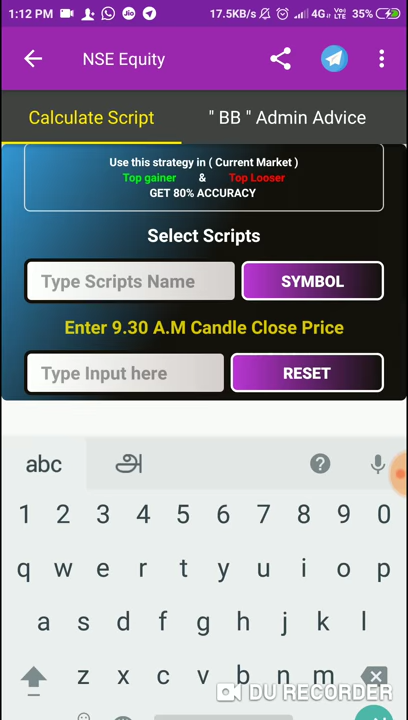 1:12 PM 17.5KB/s 4G Vo) LTE 35%
NSE Equity
Calculate Script " BB " Admin Advice
Use this strategy in ( Current Market )
Top gainer & Top Looser
GET 80% ACCURACY
Select Scripts
Type Scripts Name SYMBOL
Enter 9.30 A.M Candle Close Price
Type Input here RESET
abc அ ?
1 2 3 4 5 6 7 8 9 0
q w e r t y u i o p
a s d f g h j k l
z x c v b n m
DU RECORDER